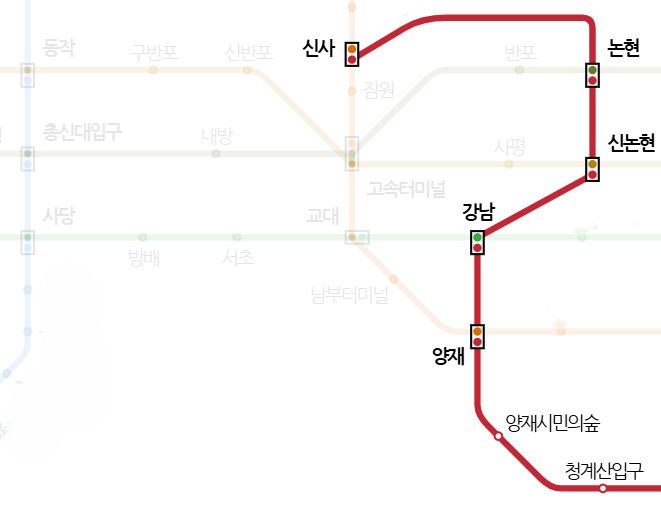 신사
논현
동작
구반포
신반포
반포
잠원
총신대입구
내방
사평
신논현
고속터미널
사당
교대
강남
방배
서초
남부터미널
양재
양재시민의숲
청계산입구